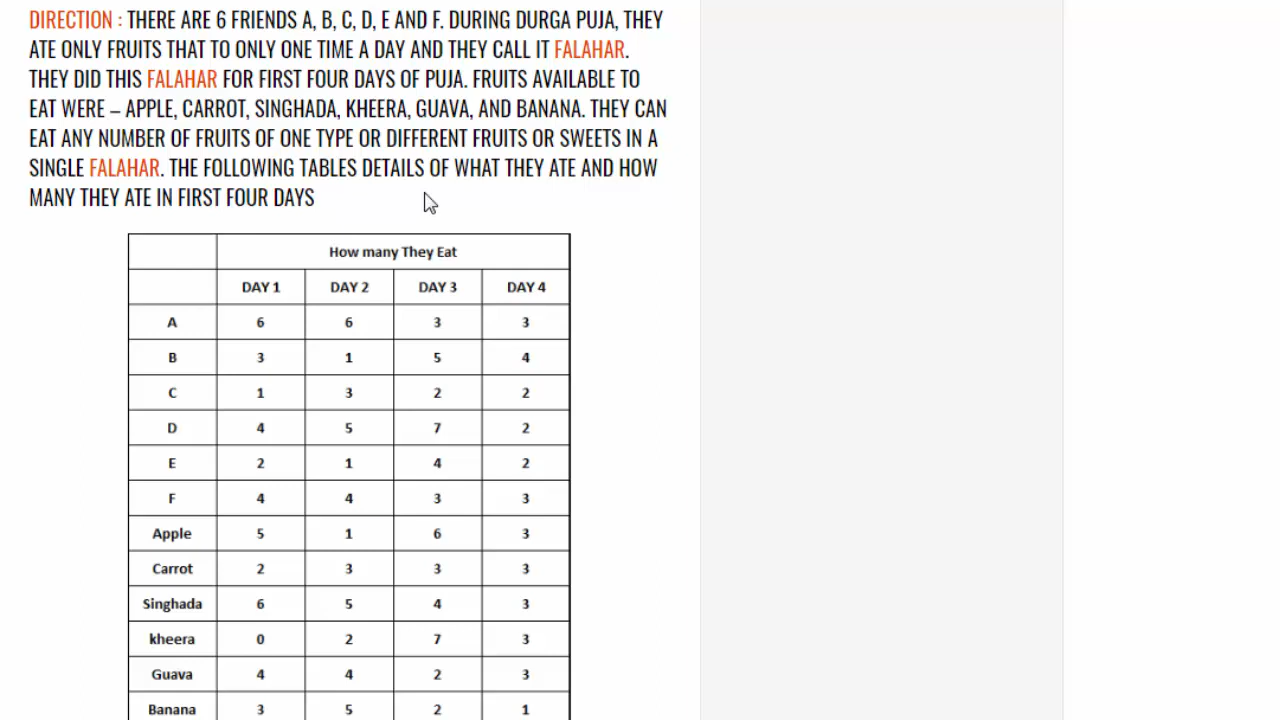 DIRECTION : THERE ARE 6 FRIENDS A, B, C, D, E AND F. DURING DURGA PUJA, THEY
ATE ONLY FRUITS THAT TO ONLY ONE TIME A DAY AND THEY CALL IT FALAHAR.
THEY DID THIS FALAHAR FOR FIRST FOUR DAYS OF PUJA. FRUITS AVAILABLE TO
EAT WERE – APPLE, CARROT, SINGHADA, KHEERA, GUAVA, AND BANANA. THEY CAN
EAT ANY NUMBER OF FRUITS OF ONE TYPE OR DIFFERENT FRUITS OR SWEETS IN A
SINGLE FALAHAR. THE FOLLOWING TABLES DETAILS OF WHAT THEY ATE AND HOW
MANY THEY ATE IN FIRST FOUR DAYS
How many They Eat
DAY 1 DAY 2 DAY 3 DAY 4
A 6 6 3 3
B 3 1 5 4
C 1 3 2 2
D 4 5 7 2
E 2 1 4 2
F 4 4 3 3
Apple 5 1 6 3
Carrot 2 3 3 3
Singhada 6 5 4 3
kheera 0 2 7 3
Guava 4 4 2 3
Banana 3 5 2 1